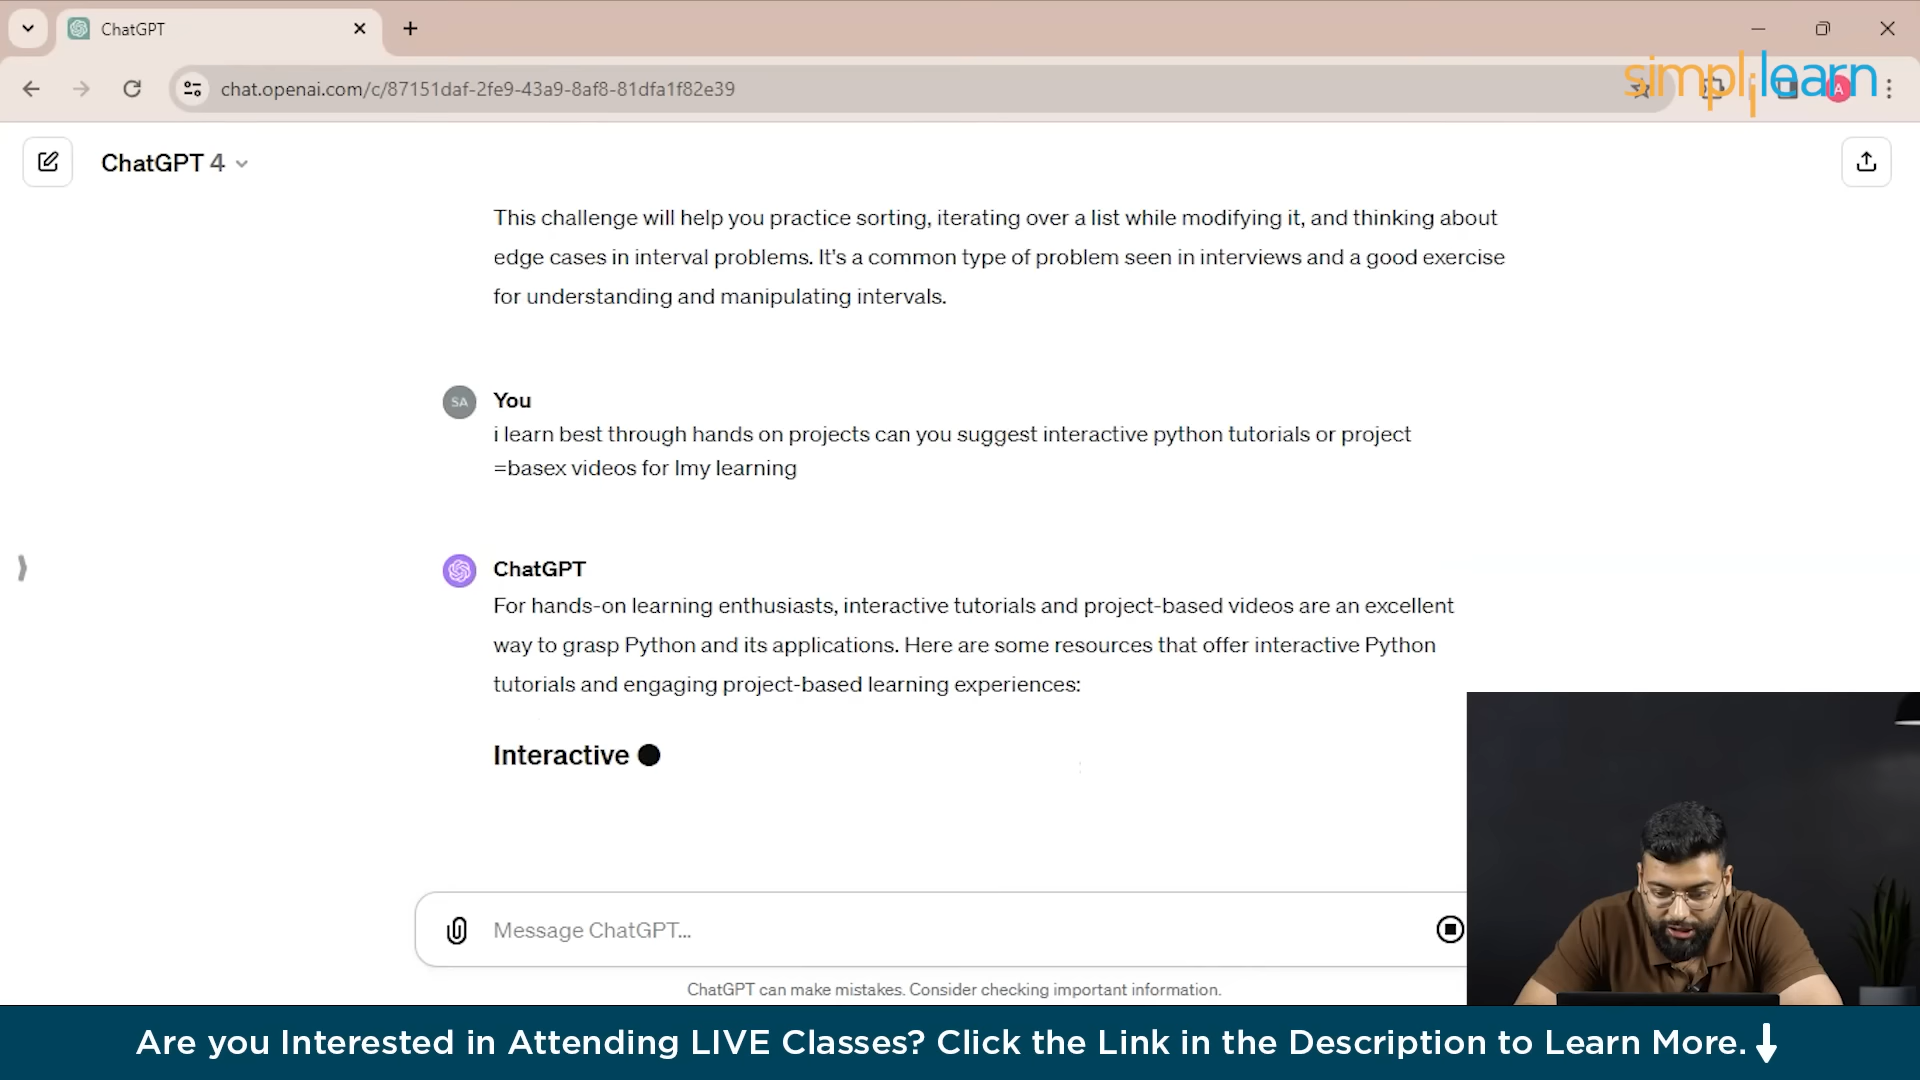 ChatGPT
chat.openai.com/c/87151daf-2fe9-43a9-8af8-81dfa1f82e39
simplilearn
A
ChatGPT 4
This challenge will help you practice sorting, iterating over a list while modifying it, and thinking about
edge cases in interval problems. It's a common type of problem seen in interviews and a good exercise
for understanding and manipulating intervals.
SA
You
i learn best through hands on projects can you suggest interactive python tutorials or project
=basex videos for lmy learning
ChatGPT
For hands-on learning enthusiasts, interactive tutorials and project-based videos are an excellent
way to grasp Python and its applications. Here are some resources that offer interactive Python
tutorials and engaging project-based learning experiences:
Interactive
Message ChatGPT...
ChatGPT can make mistakes. Consider checking important information.
Are you Interested in Attending LIVE Classes? Click the Link in the Description to Learn More.